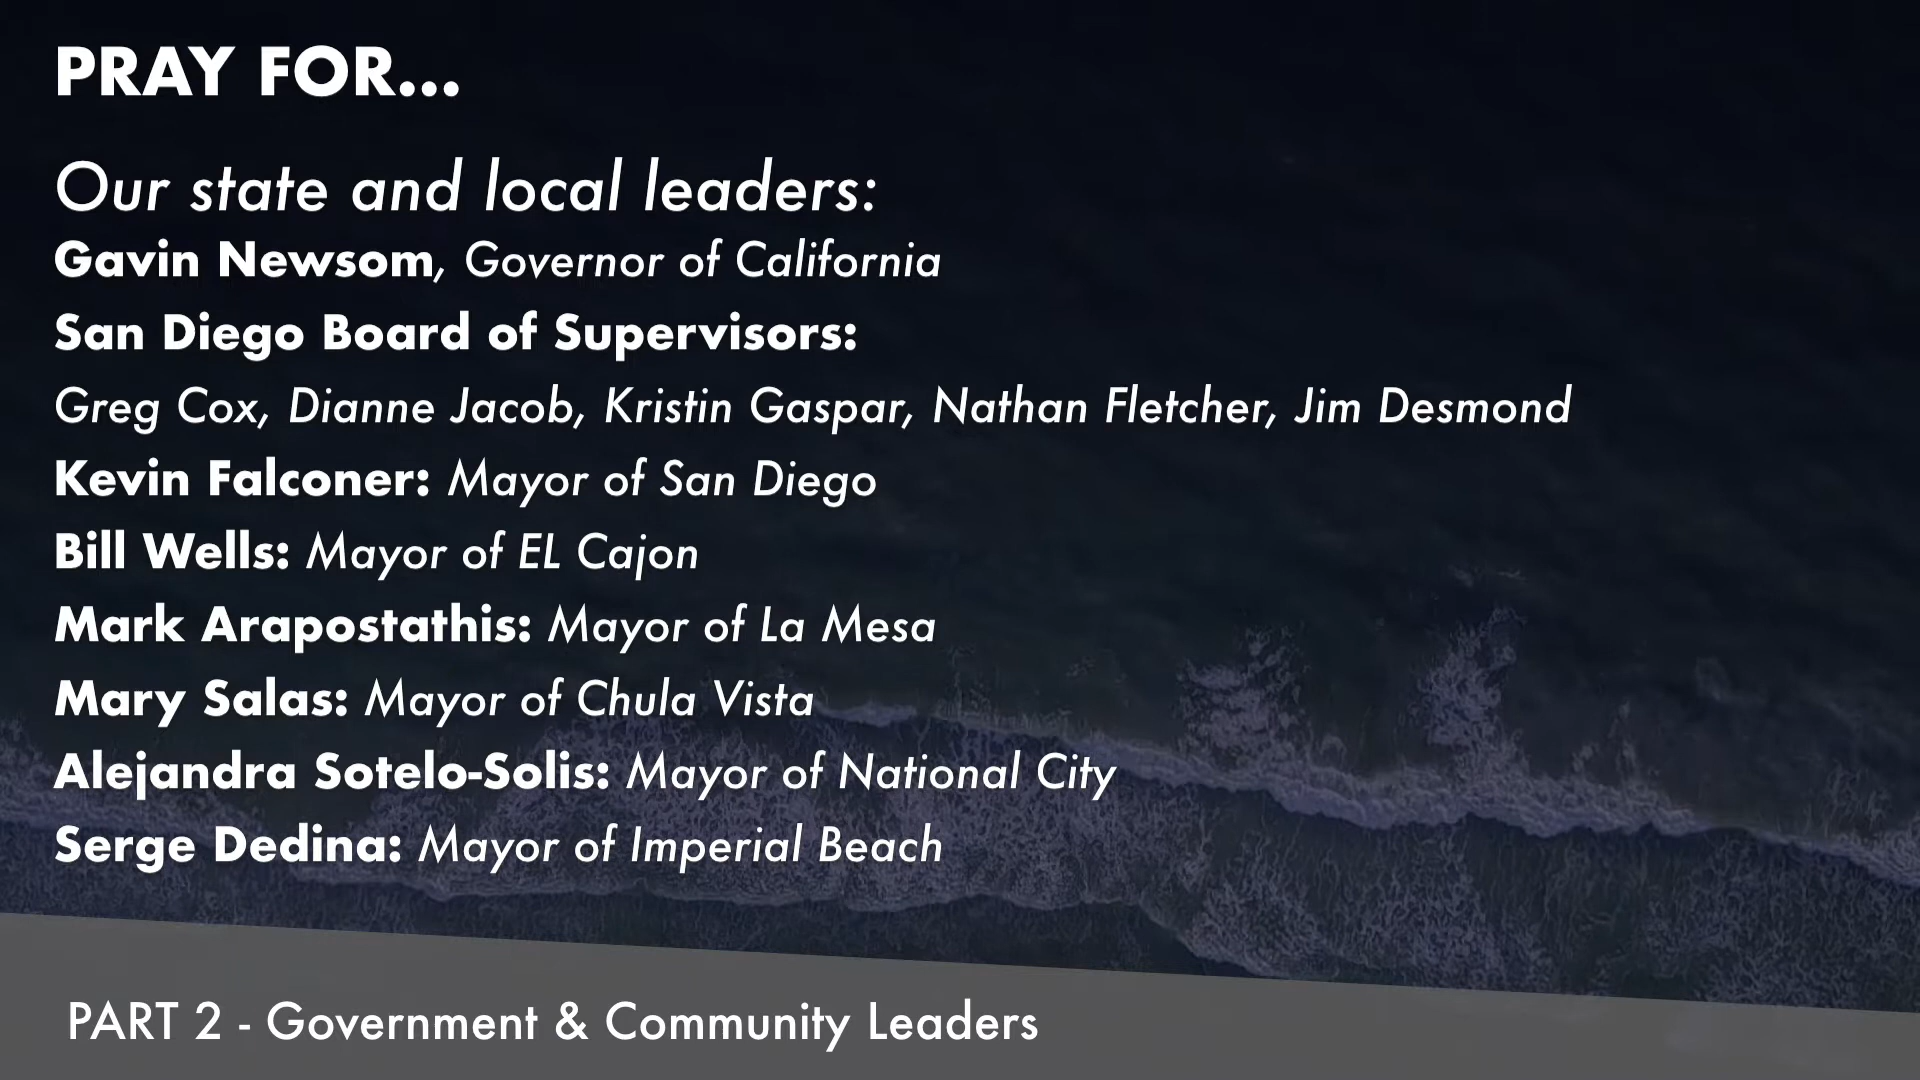 PRAY FOR...
Our state and local leaders:
Gavin Newsom, Governor of California
San Diego Board of Supervisors:
Greg Cox, Dianne Jacob, Kristin Gaspar, Nathan Fletcher, Jim Desmond
Kevin Falconer: Mayor of San Diego
Bill Wells: Mayor of EL Cajon
Mark Arapostathis: Mayor of La Mesa
Mary Salas: Mayor of Chula Vista
Alejandra Sotelo-Solis: Mayor of National City
Serge Dedina: Mayor of Imperial Beach
PART 2 - Government & Community Leaders